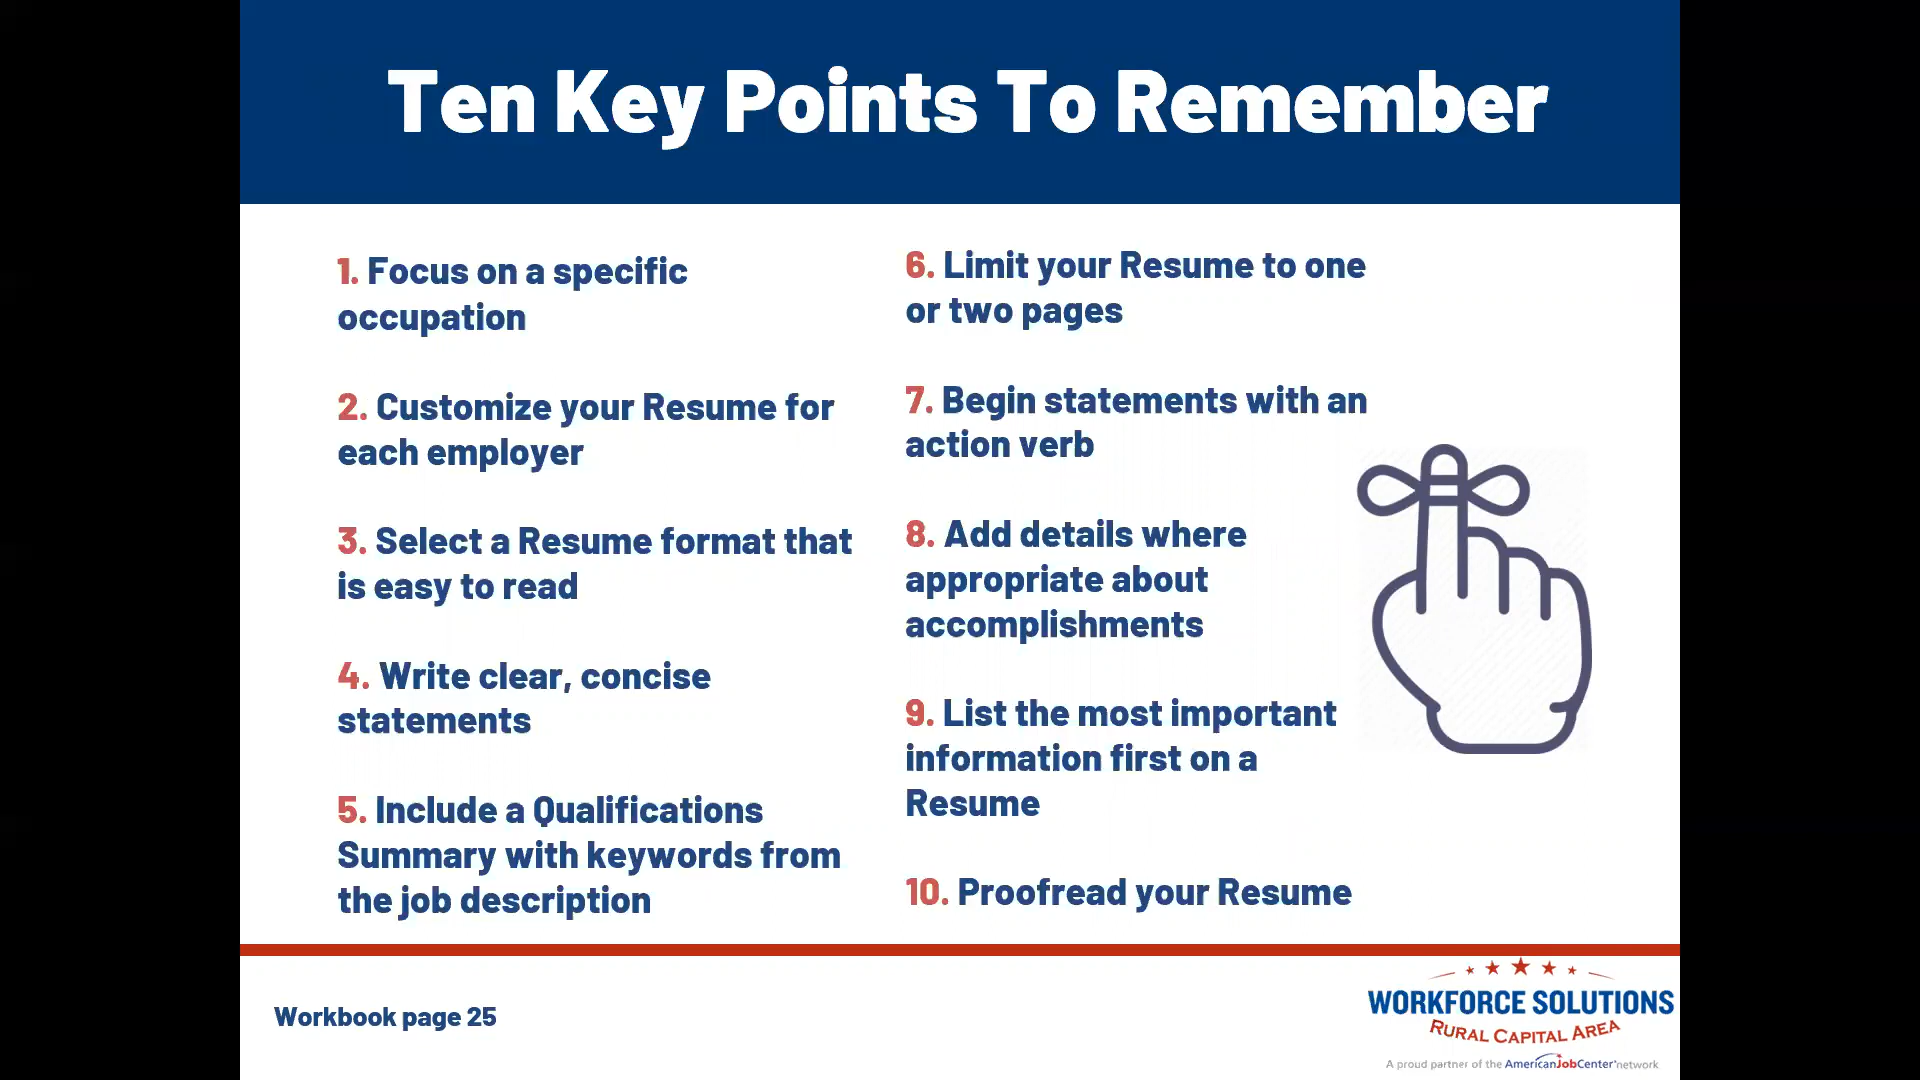 Ten Key Points To Remember
1. Focus on a specific
occupation
2. Customize your Resume for
each employer
3. Select a Resume format that
is easy to read
4. Write clear, concise
statements
5. Include a Qualifications
Summary with keywords from
the job description
6. Limit your Resume to one
or two pages
7. Begin statements with an
action verb
8. Add details where
appropriate about
accomplishments
9. List the most important
information first on a
Resume
10. Proofread your Resume
Workbook page 25
WORKFORCE SOLUTIONS
RURAL CAPITAL AREA
A proud partner of the AmericanJobCenter network